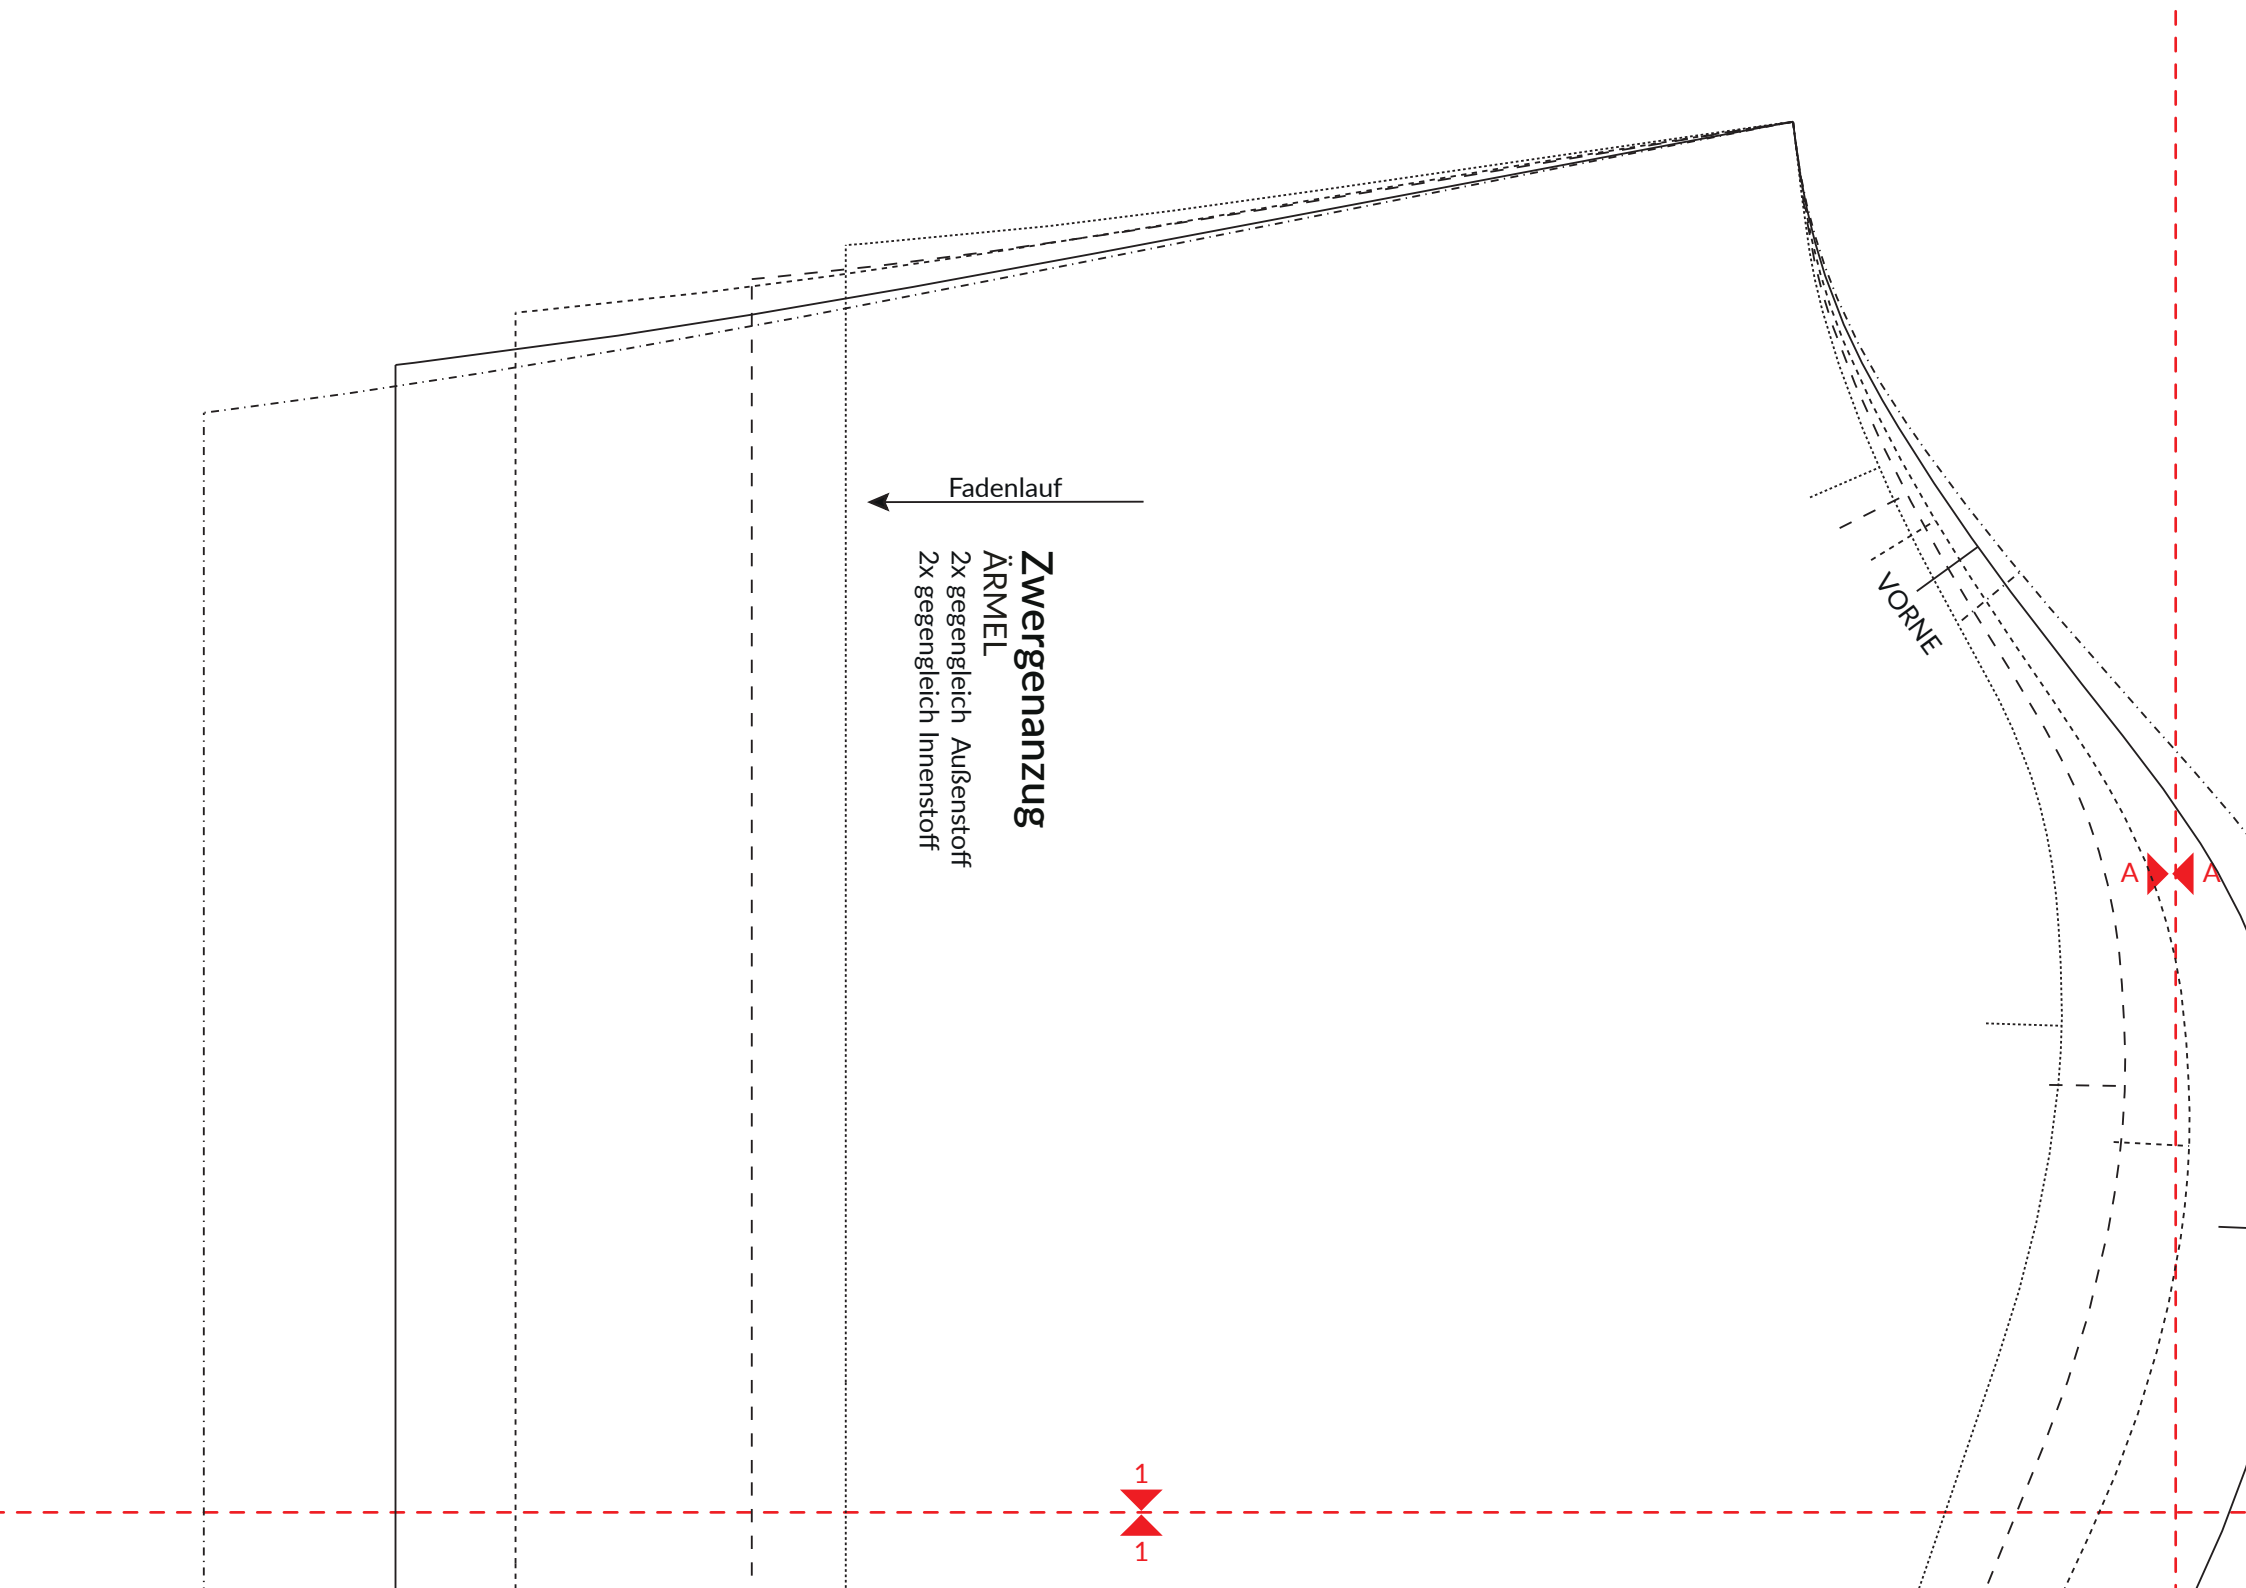 Fadenlauf
Zwergenanzug
ÄRMEL
2x gegengleich Außenstoff
2x gegengleich Innenstoff
VORNE
A A
1
1